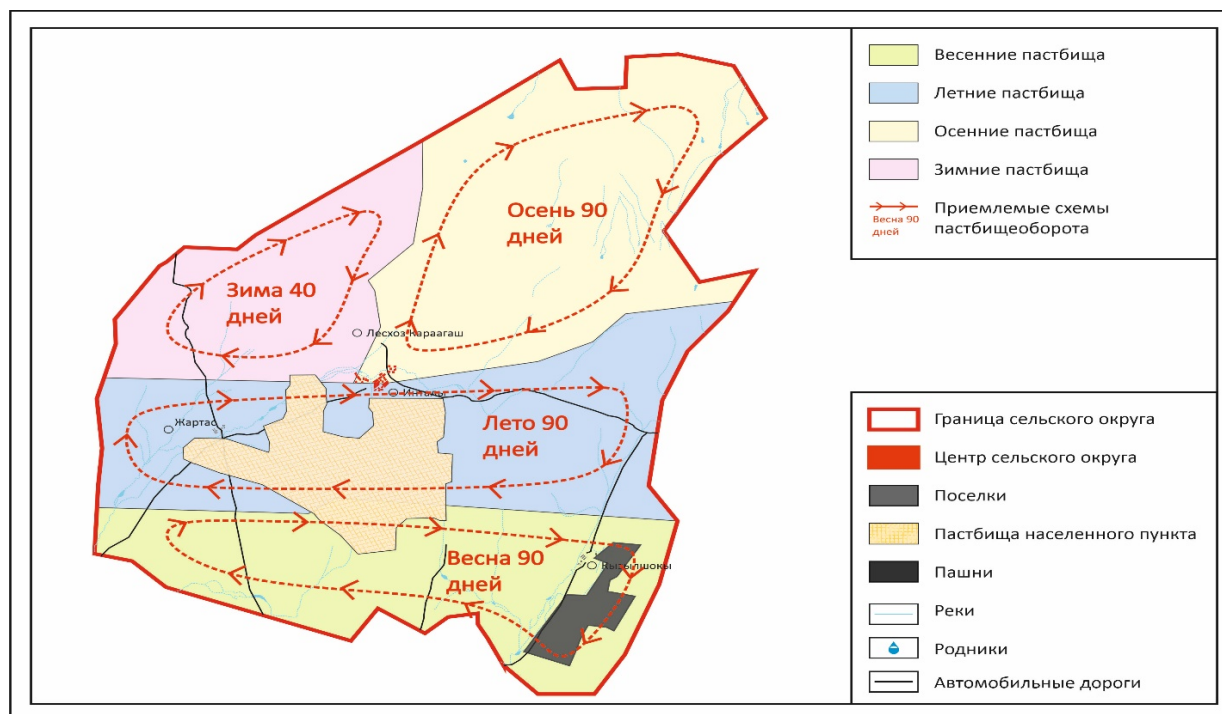 Осень 90
дней
Зима 40
дней
Лесхоз Караагаш
Инталы
Жартас
Лето 90
дней
Весна 90
дней
Кызылшокы
Весенние пастбища
Летние пастбища
Осенние пастбища
Зимние пастбища
Весна 90
дней
Приемлемые схемы
пастбищеоборота
Граница сельского округа
Центр сельского округа
Поселки
Пастбища населенного пункта
Пашни
Реки
Родники
Автомобильные дороги